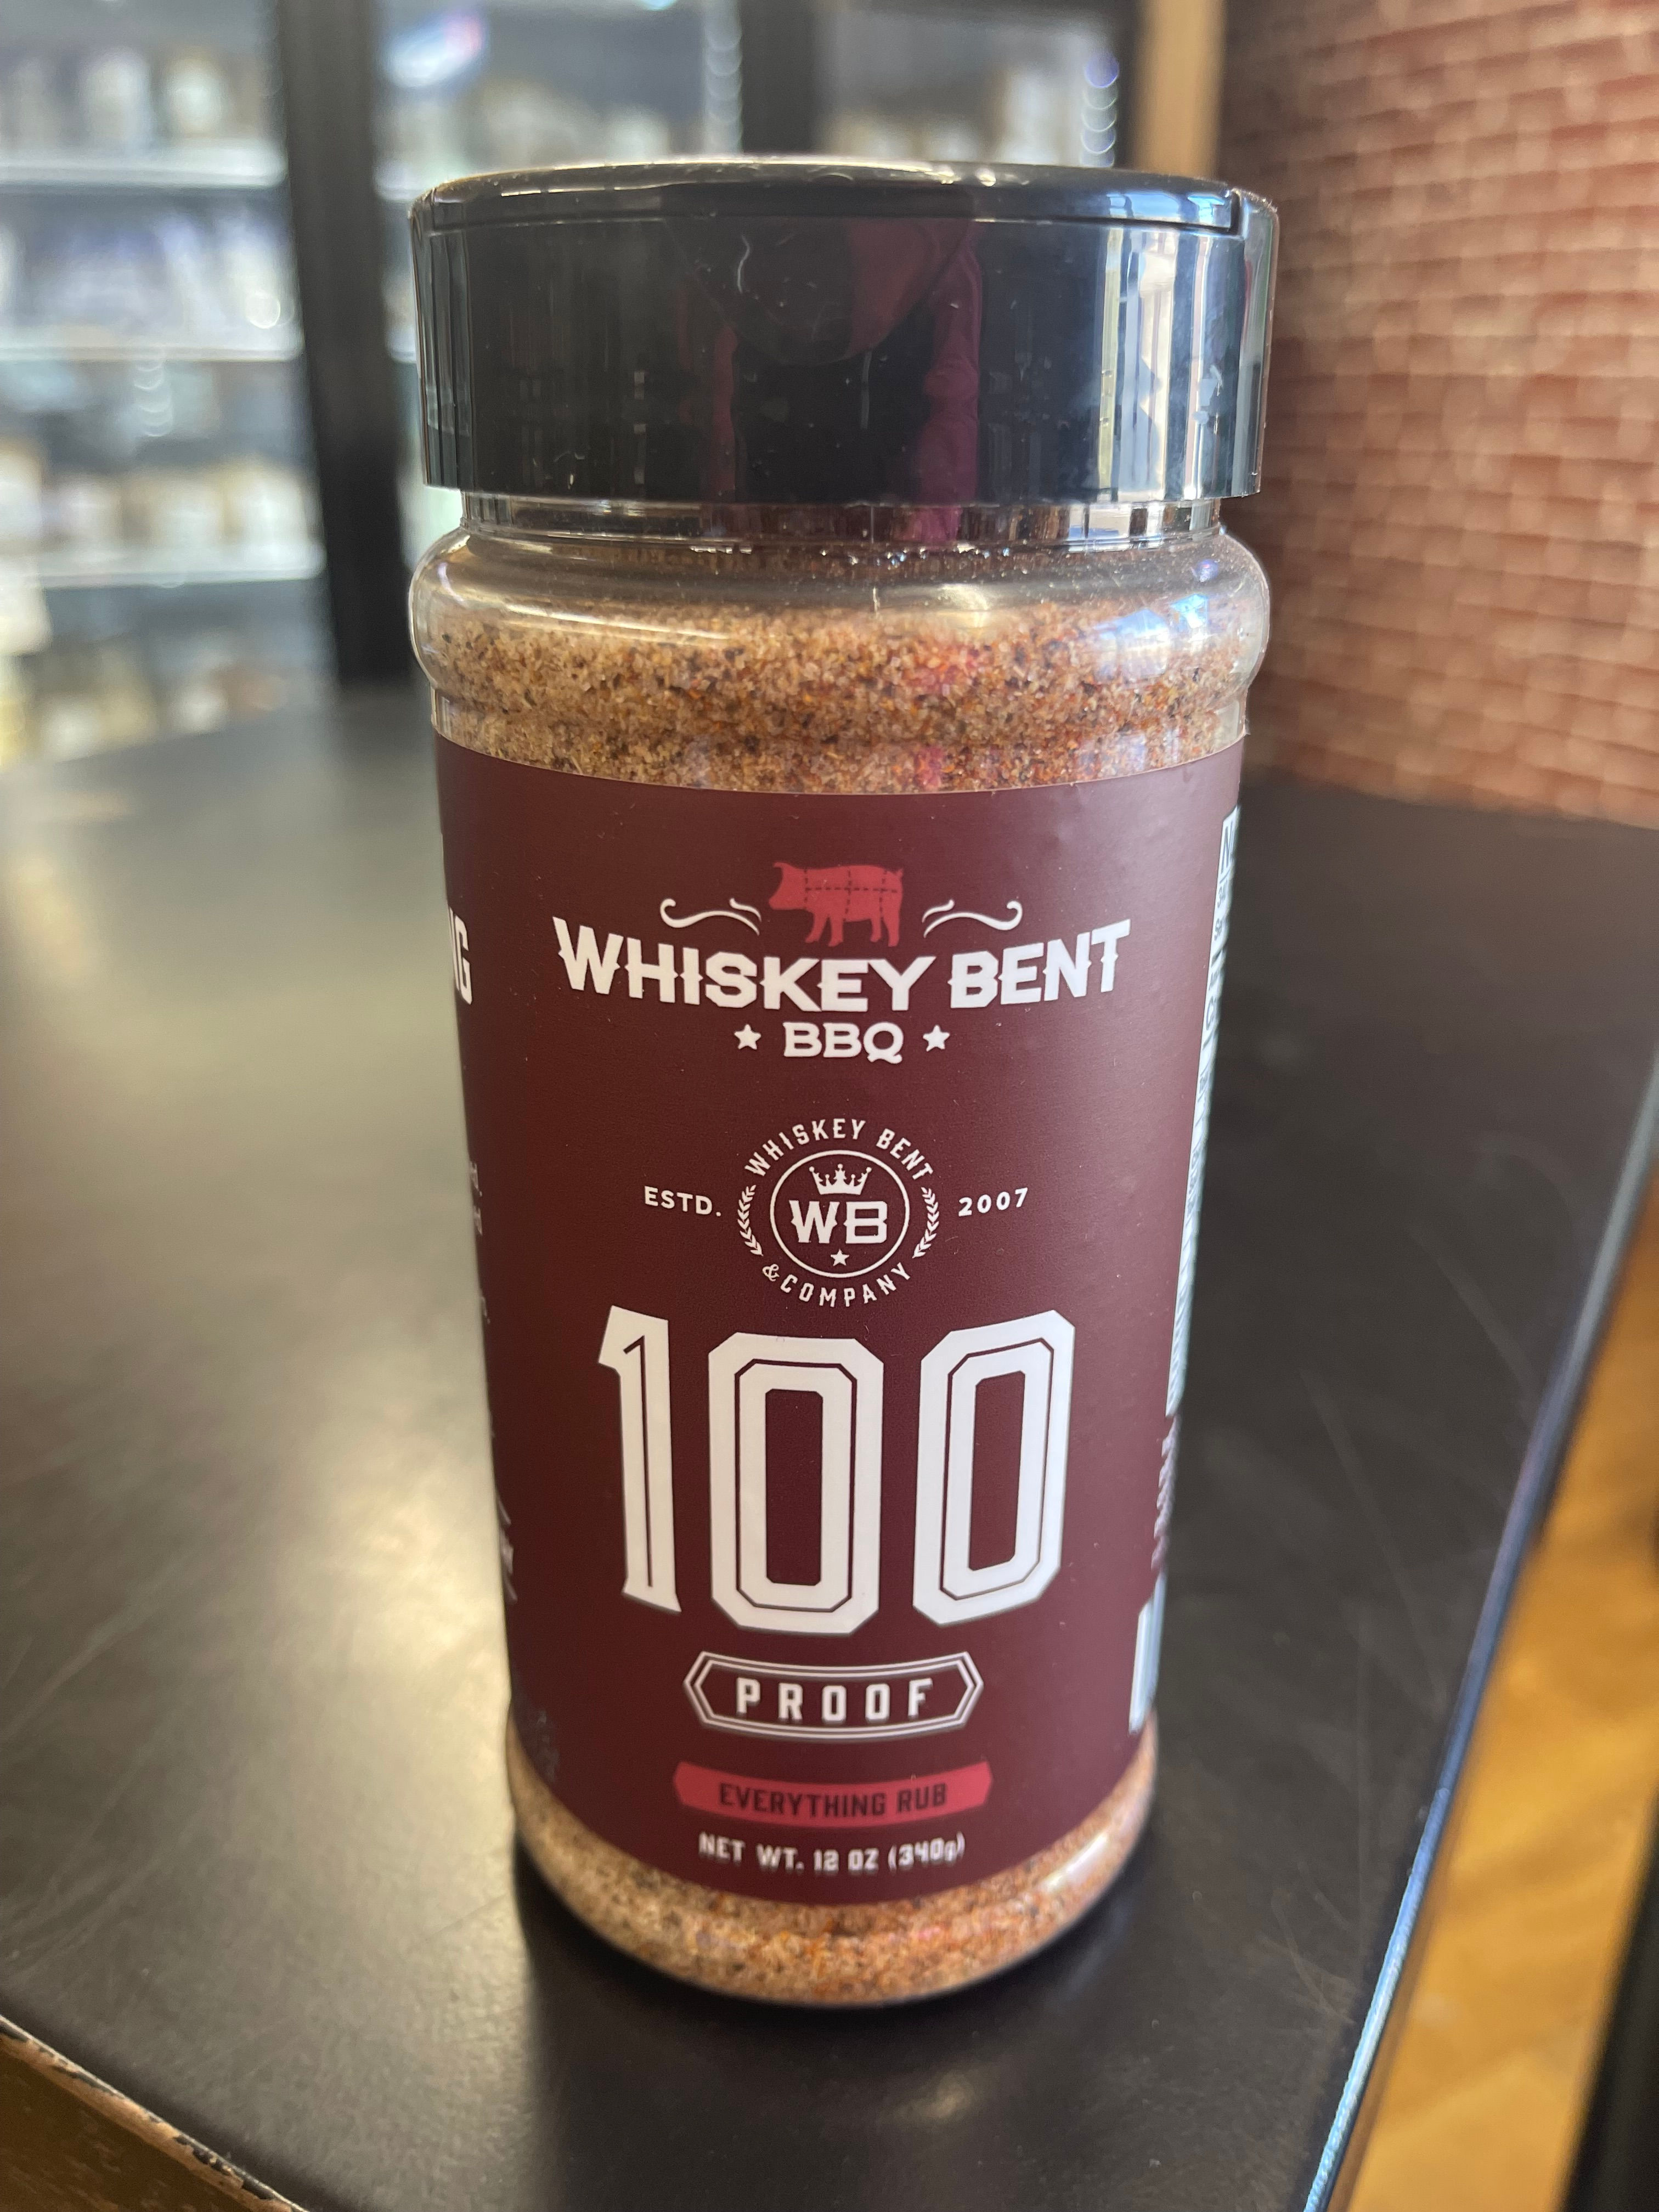 WHISKEY BENT
★ BBQ ★
WHISKEY BENT
ESTD. WB 2007
& COMPANY
100
PROOF
EVERYTHING RUB
NET WT. 12 OZ (340g)